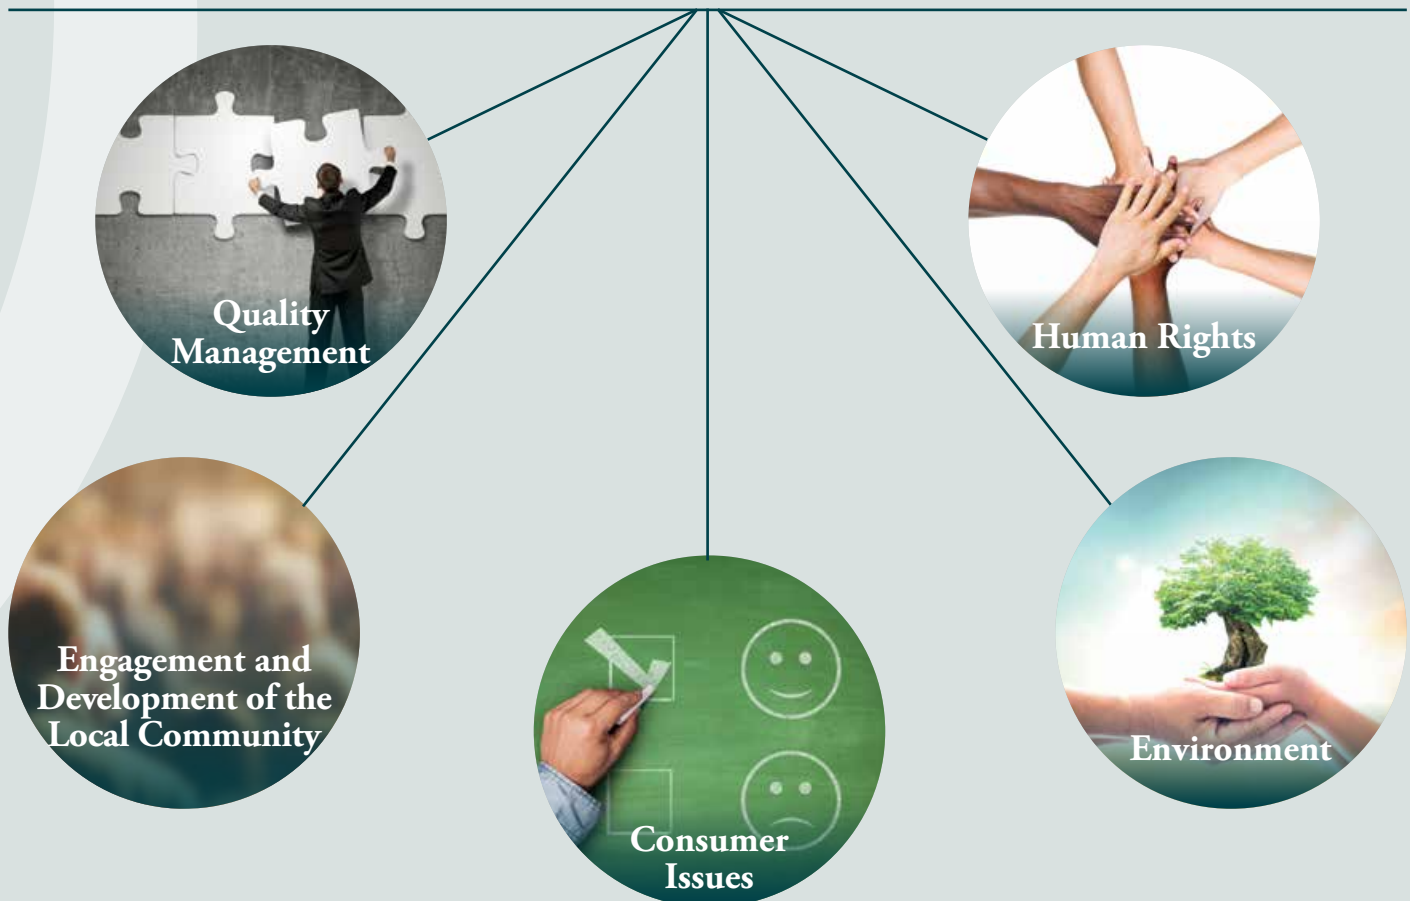 Quality
Management
Human Rights
Engagement and
Development of the
Local Community
Environment
Consumer
Issues